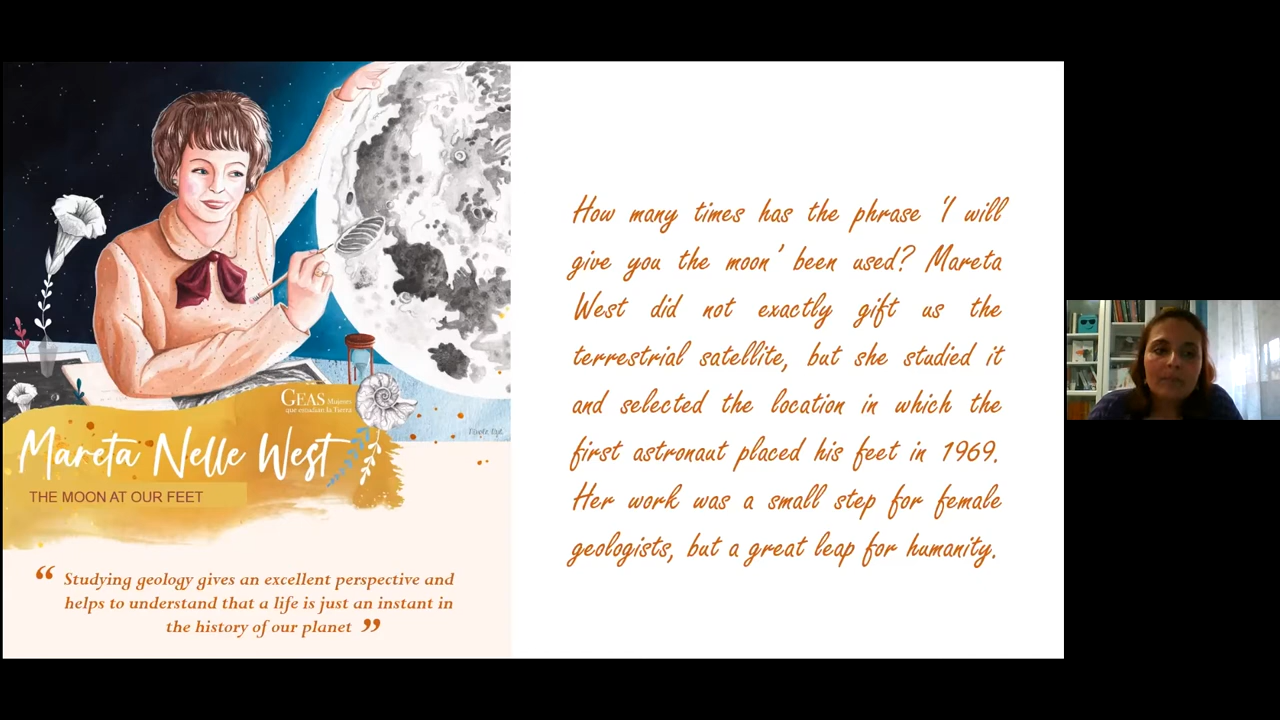 GEAS Mujeres
que estudian la Tierra
Mareta Nelle West
THE MOON AT OUR FEET
“ Studying geology gives an excellent perspective and
helps to understand that a life is just an instant in
the history of our planet ”
How many times has the phrase ‘I will
give you the moon’ been used? Mareta
West did not exactly gift us the
terrestrial satellite, but she studied it
and selected the location in which the
first astronaut placed his feet in 1969.
Her work was a small step for female
geologists, but a great leap for humanity.